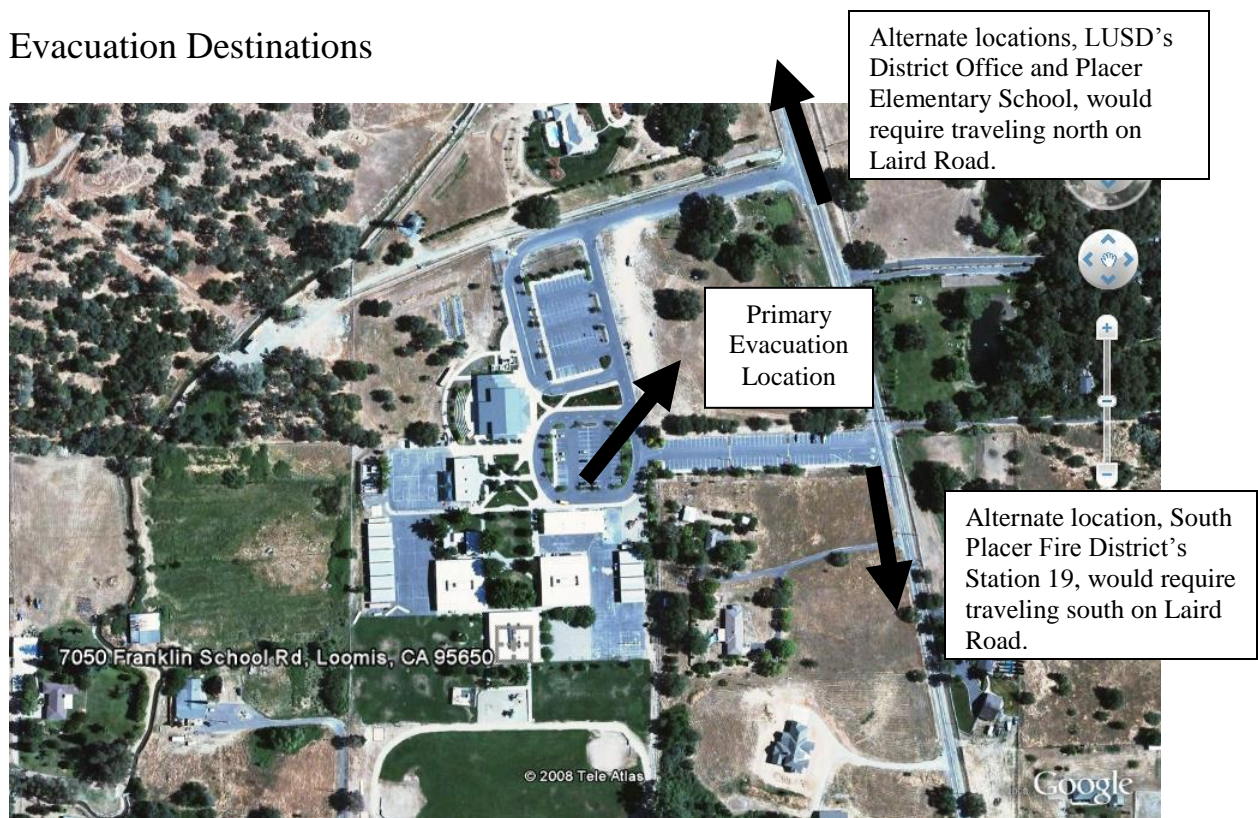 Evacuation Destinations
Alternate locations, LUSD's
District Office and Placer
Elementary School, would
require traveling north on
Laird Road.
Primary
Evacuation
Location
Alternate location, South
Placer Fire District's
Station 19, would require
traveling south on Laird
Road.
7050 Franklin School Rd, Loomis, CA 95650
© 2008 Tele Atlas
Google